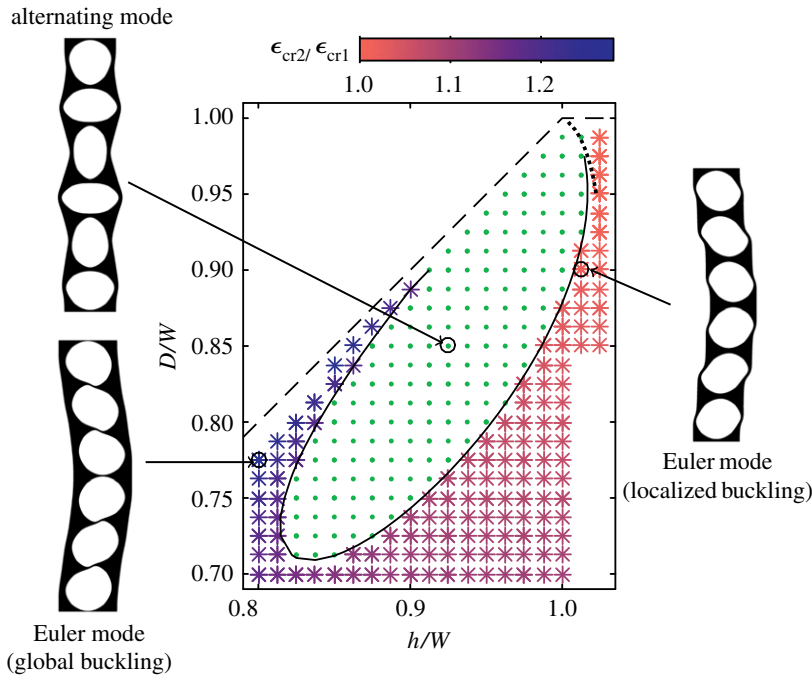 alternating mode
ϵcr2/ ϵcr1
1.0 1.1 1.2
1.00
0.95
0.90
0.85
0.80
0.75
0.70
D/W
0.8 0.9 1.0
h/W
Euler mode
(global buckling)
Euler mode
(localized buckling)